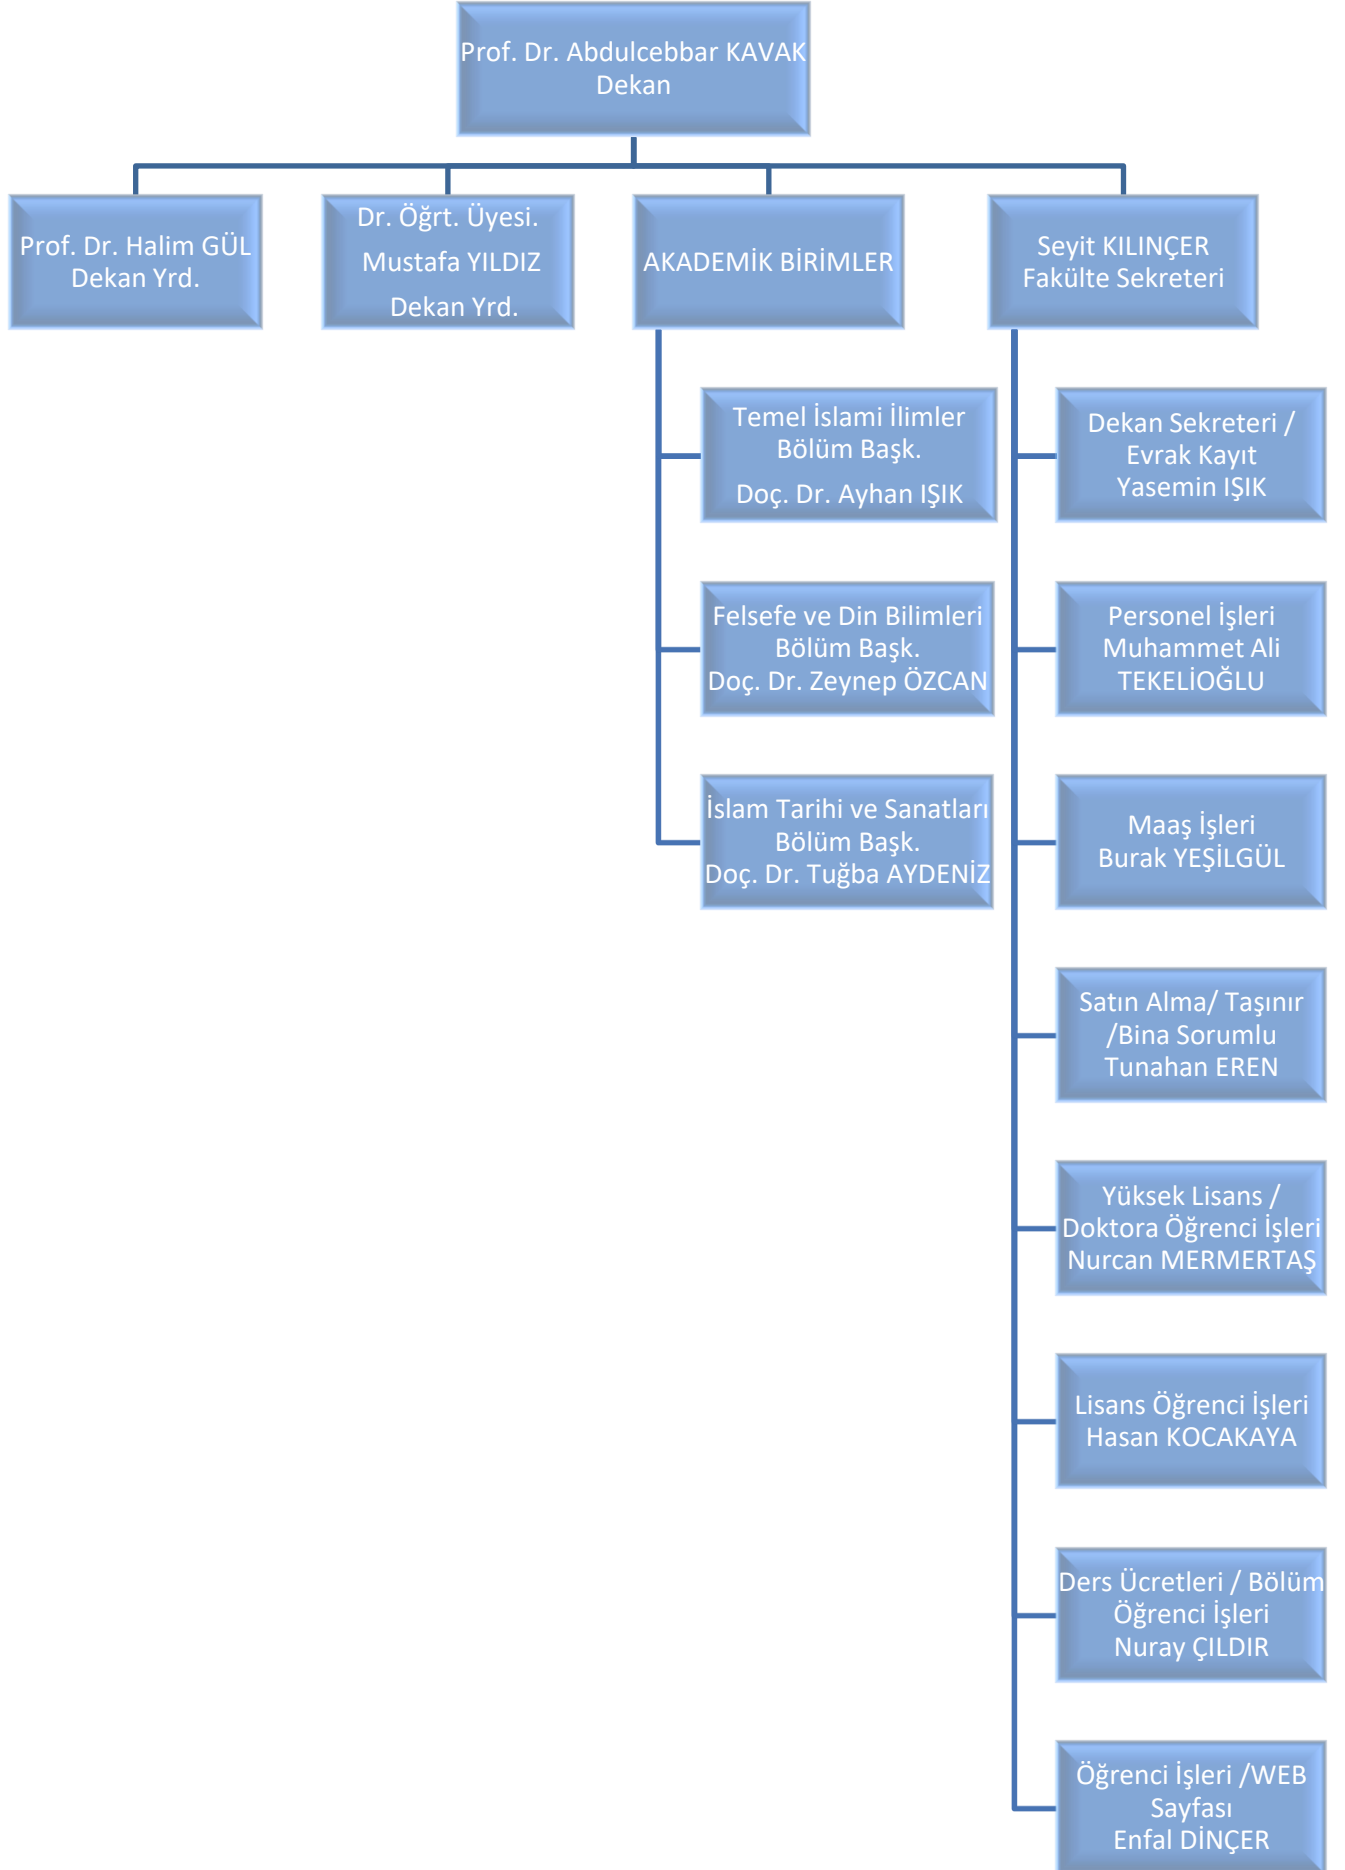 Prof. Dr. Abdulcebbar KAVAK
Dekan
Prof. Dr. Halim GÜL
Dekan Yrd.
Dr. Öğrt. Üyesi.
Mustafa YILDIZ
Dekan Yrd.
AKADEMİK BİRİMLER
Seyit KILINÇER
Fakülte Sekreteri
Temel İslami İlimler
Bölüm Başk.
Doç. Dr. Ayhan IŞIK
Felsefe ve Din Bilimleri
Bölüm Başk.
Doç. Dr. Zeynep ÖZCAN
İslam Tarihi ve Sanatları
Bölüm Başk.
Doç. Dr. Tuğba AYDENİZ
Dekan Sekreteri /
Evrak Kayıt
Yasemin IŞIK
Personel İşleri
Muhammet Ali
TEKELİOĞLU
Maaş İşleri
Burak YEŞİLGÜL
Satın Alma/ Taşınır
/Bina Sorumlu
Tunahan EREN
Yüksek Lisans /
Doktora Öğrenci İşleri
Nurcan MERMERTAŞ
Lisans Öğrenci İşleri
Hasan KOCAKAYA
Ders Ücretleri / Bölüm
Öğrenci İşleri
Nuray ÇILDIR
Öğrenci İşleri /WEB
Sayfası
Enfal DİNÇER